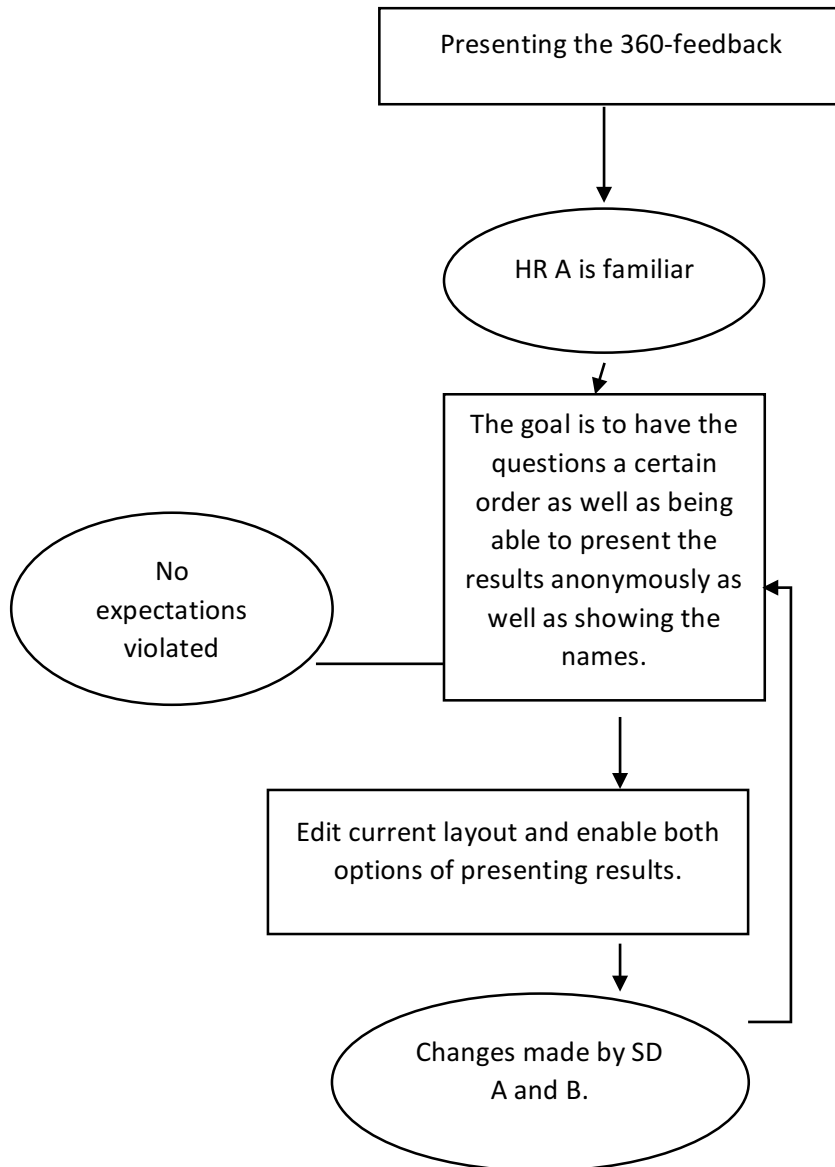 Presenting the 360-feedback
HR A is familiar
The goal is to have the
questions a certain
order as well as being
able to present the
results anonymously as
well as showing the
names.
No
expectations
violated
Edit current layout and enable both
options of presenting results.
Changes made by SD
A and B.